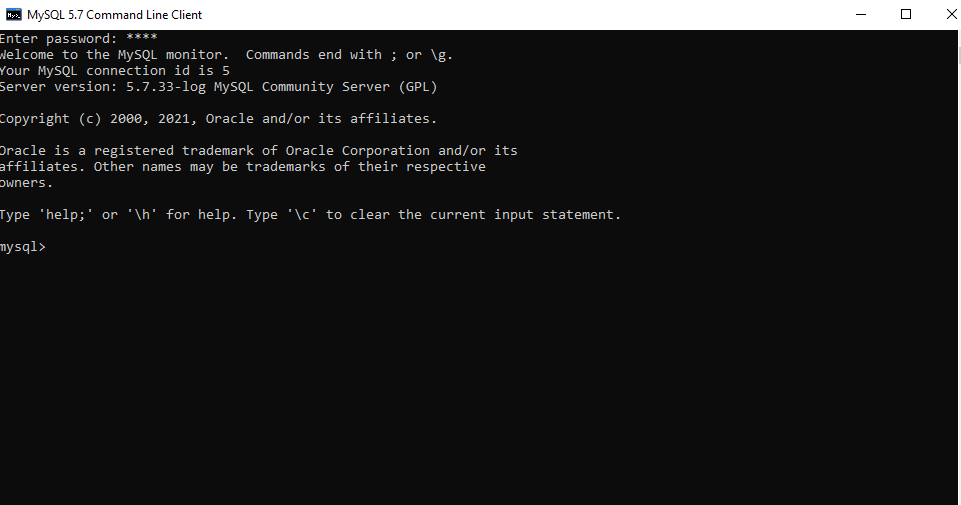 MySQL 5.7 Command Line Client
Enter password: ****
Welcome to the MySQL monitor.  Commands end with ; or \g.
Your MySQL connection id is 5
Server version: 5.7.33-log MySQL Community Server (GPL)
Copyright (c) 2000, 2021, Oracle and/or its affiliates.
Oracle is a registered trademark of Oracle Corporation and/or its
affiliates. Other names may be trademarks of their respective
owners.
Type 'help;' or '\h' for help. Type '\c' to clear the current input statement.
mysql>